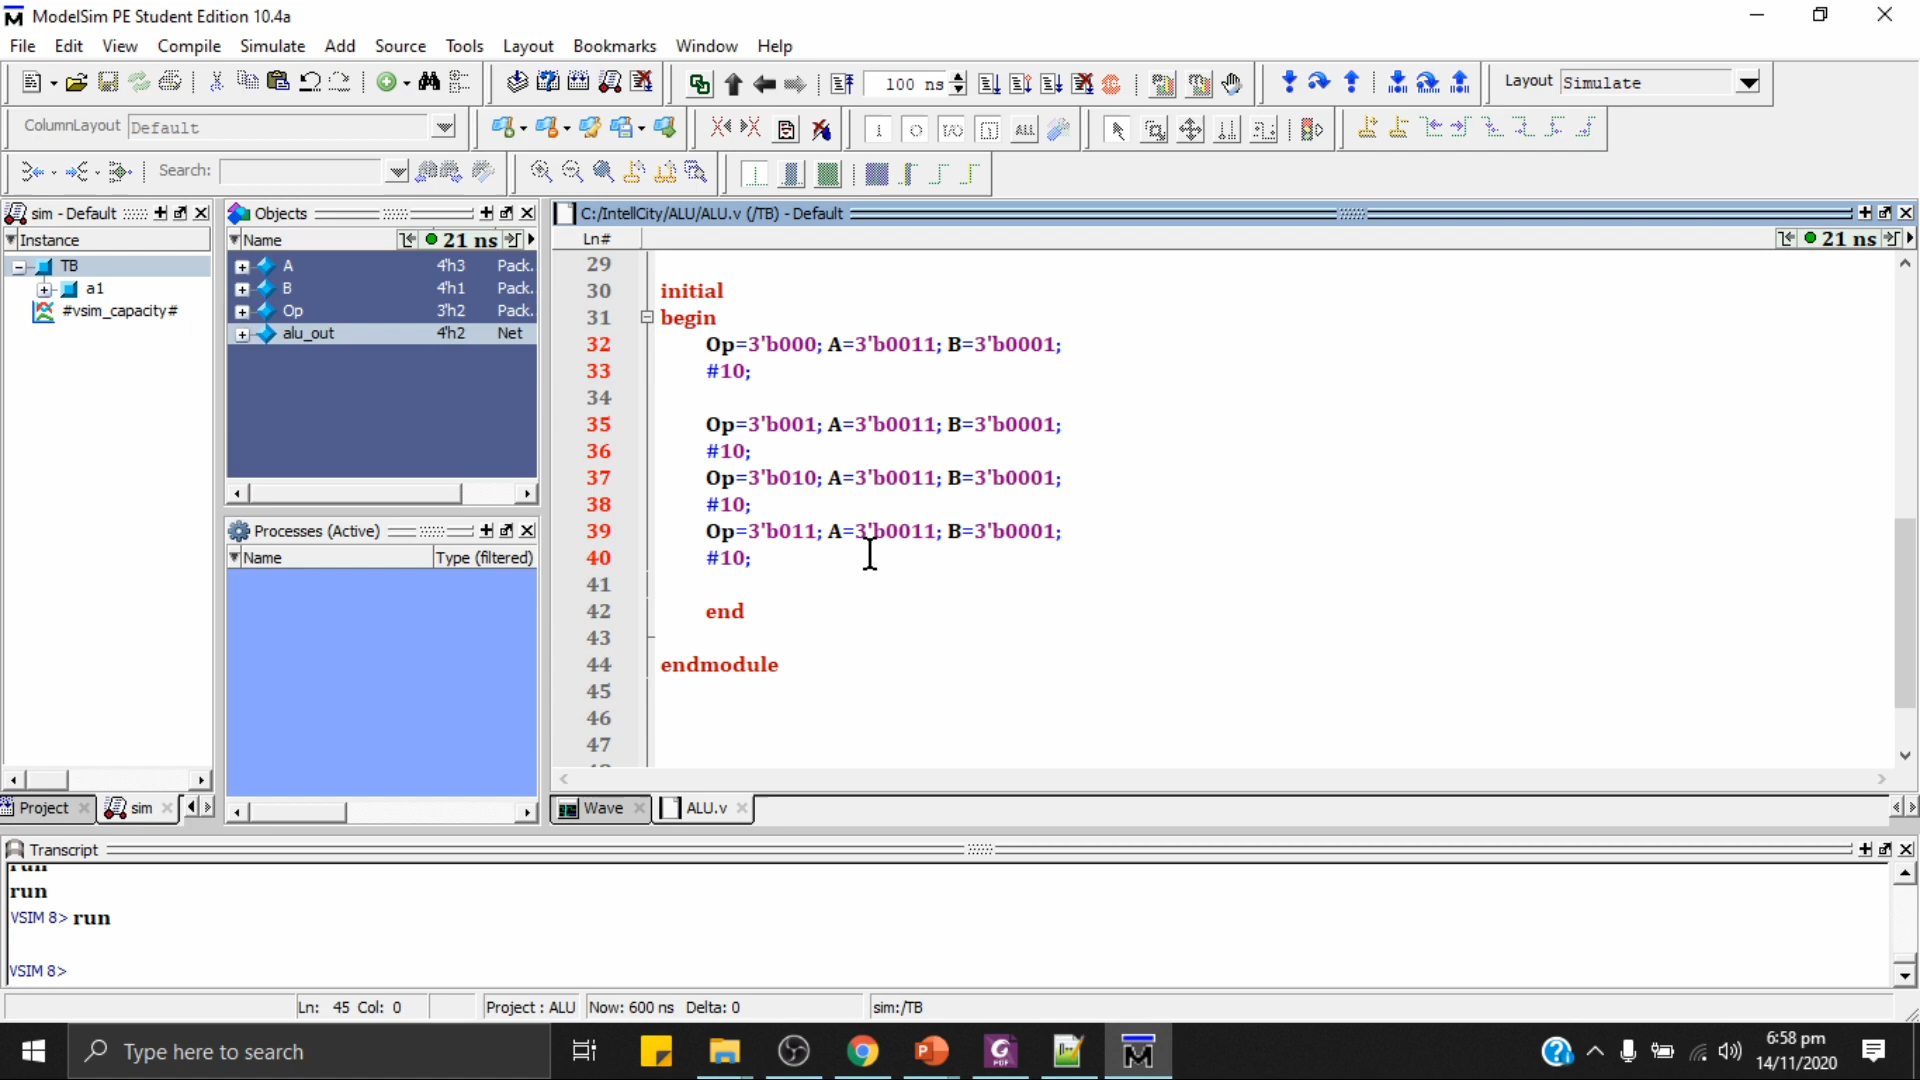 ModelSim PE Student Edition 10.4a
File Edit View Compile Simulate Add Source Tools Layout Bookmarks Window Help
100 ns
Layout Simulate
ColumnLayout Default
ALL
Search:
sim - Default
Objects
C:/IntellCity/ALU/ALU.v (/TB) - Default
Instance
Name
21 ns
Ln#
21 ns
TB
a1
#vsim_capacity#
A 4'h3 Pack.
B 4'h1 Pack.
Op 3'h2 Pack.
alu_out 4'h2 Net
Processes (Active)
Name Type (filtered)
29
30 initial
31 begin
32 Op=3'b000; A=3'b0011; B=3'b0001;
33 #10;
34
35 Op=3'b001; A=3'b0011; B=3'b0001;
36 #10;
37 Op=3'b010; A=3'b0011; B=3'b0001;
38 #10;
39 Op=3'b011; A=3'b0011; B=3'b0001;
40 #10;
41
42 end
43
44 endmodule
45
46
47
Project sim
Wave ALU.v
Transcript
run
run
VSIM 8> run
VSIM 8>
Ln: 45 Col: 0 Project : ALU Now: 600 ns Delta: 0 sim:/TB
Type here to search
6:58 pm
14/11/2020